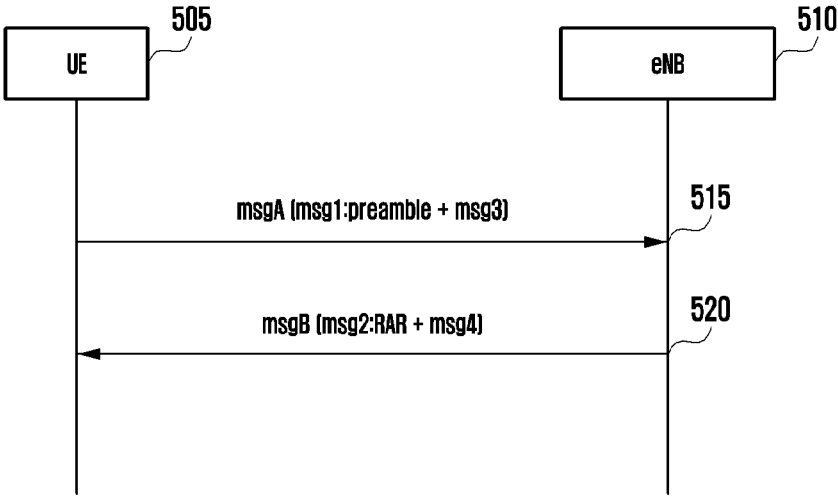 505
510
UE
eNB
msgA (msg1:preamble + msg3)
515
msgB (msg2:RAR + msg4)
520